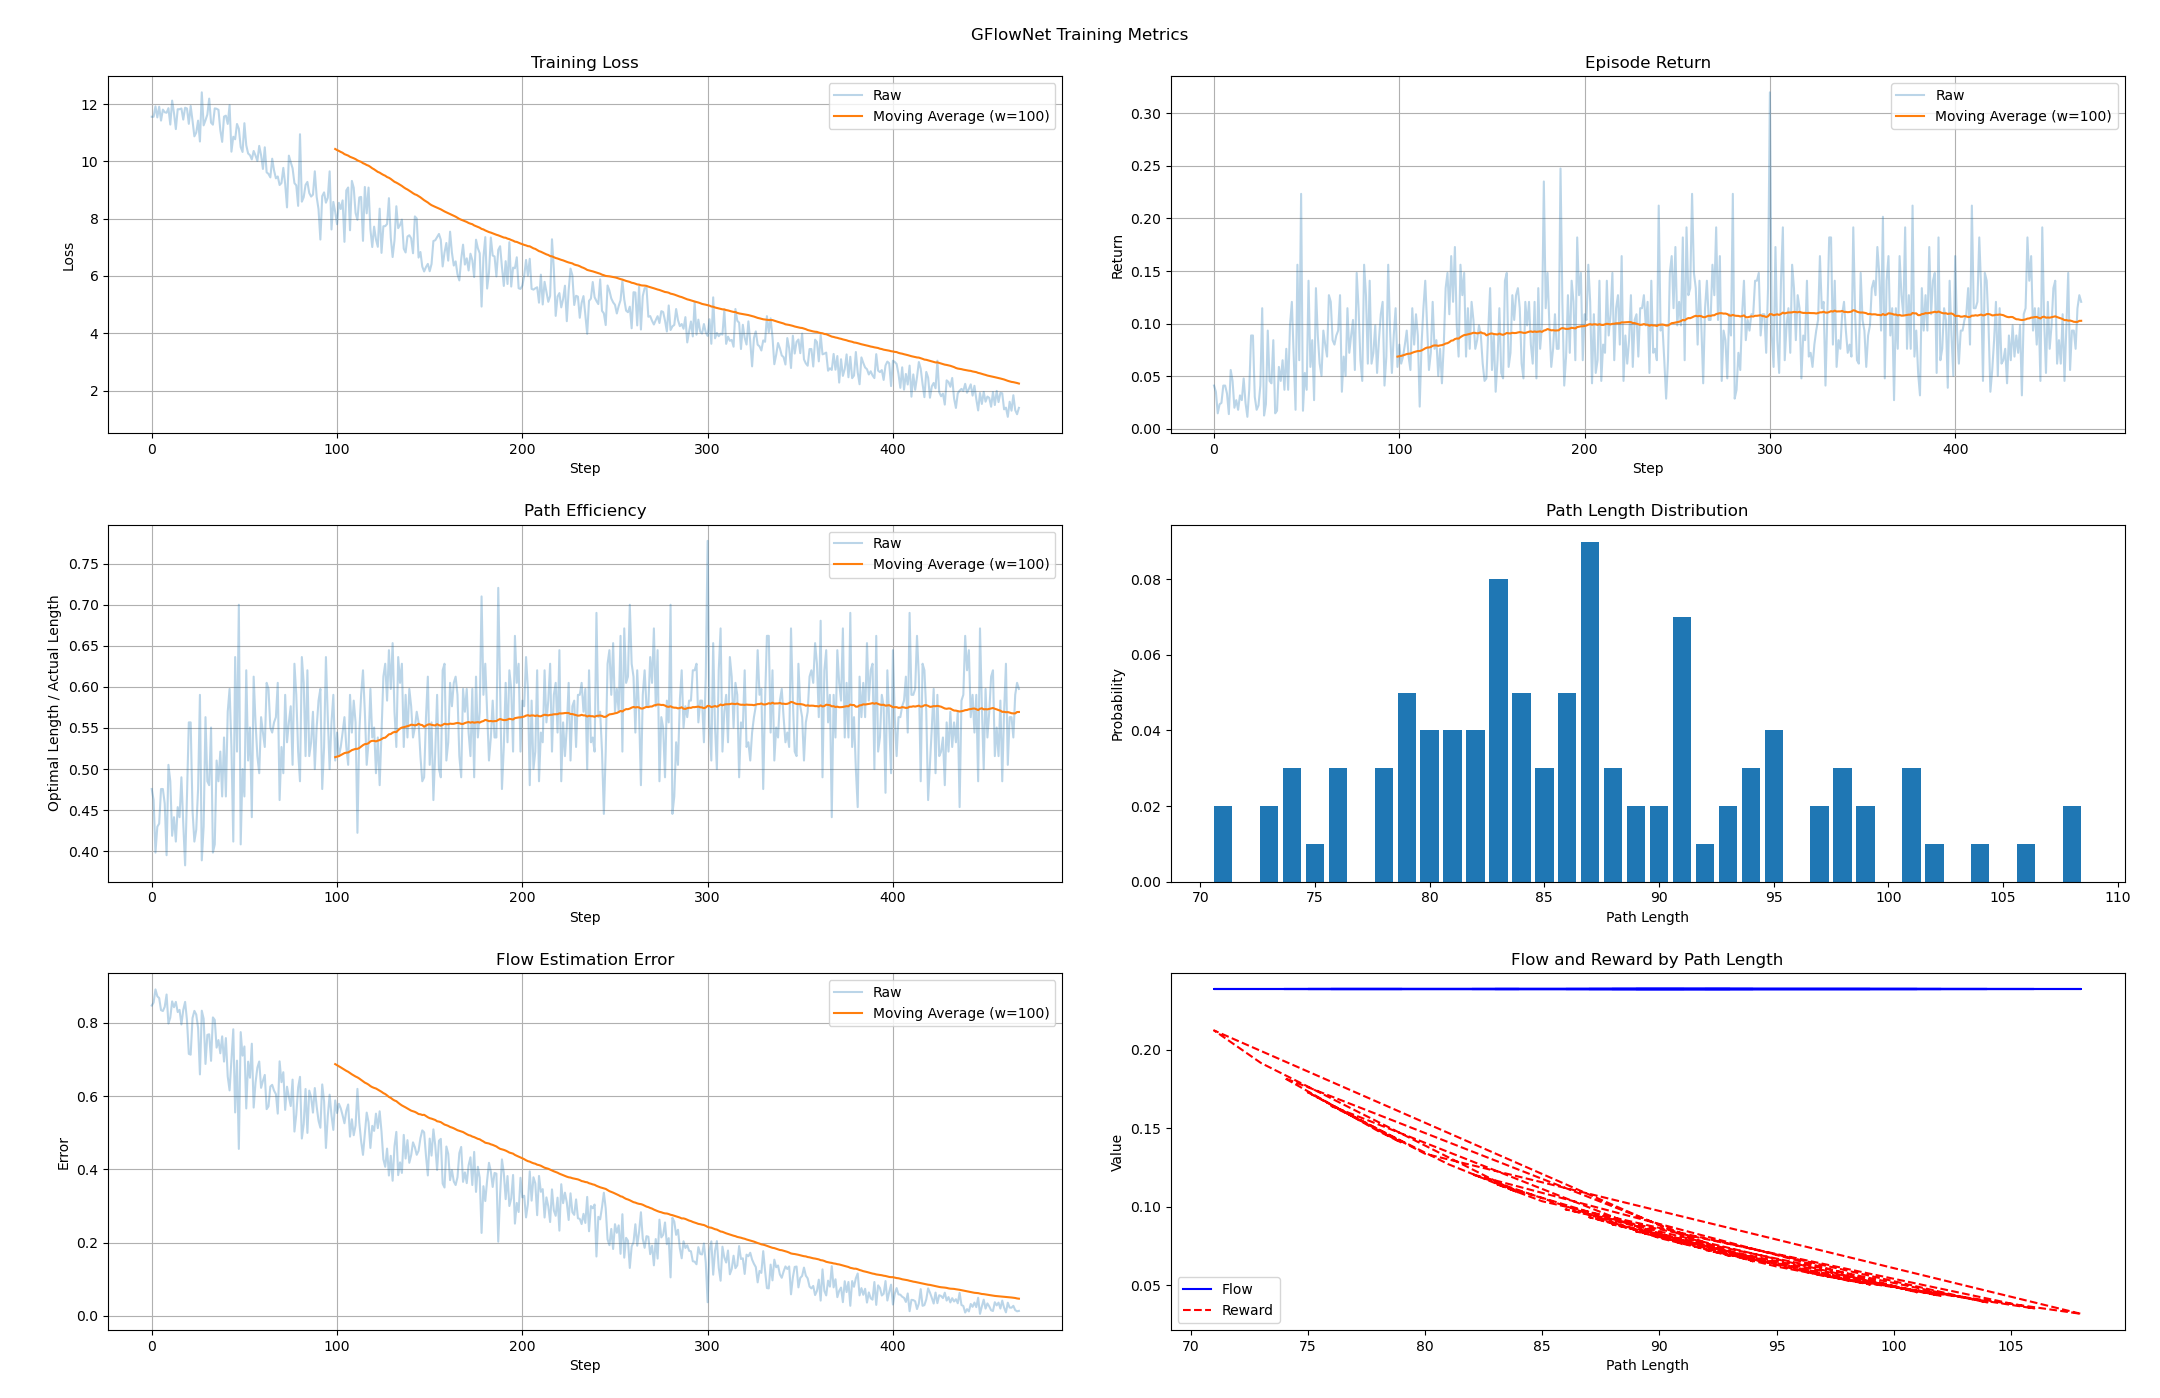 GFlowNet Training Metrics
Training Loss
Raw
Moving Average (w=100)
12
10
8
6
4
2
Loss
0 100 200 300 400
Step
Episode Return
Raw
Moving Average (w=100)
0.30
0.25
0.20
0.15
0.10
0.05
0.00
Return
0 100 200 300 400
Step
Path Efficiency
Raw
Moving Average (w=100)
0.75
0.70
0.65
0.60
0.55
0.50
0.45
0.40
Optimal Length / Actual Length
0 100 200 300 400
Step
Path Length Distribution
0.08
0.06
0.04
0.02
0.00
Probability
70 75 80 85 90 95 100 105 110
Path Length
Flow Estimation Error
Raw
Moving Average (w=100)
0.8
0.6
0.4
0.2
0.0
Error
0 100 200 300 400
Step
Flow and Reward by Path Length
0.20
0.15
0.10
0.05
Value
Flow
Reward
70 75 80 85 90 95 100 105
Path Length